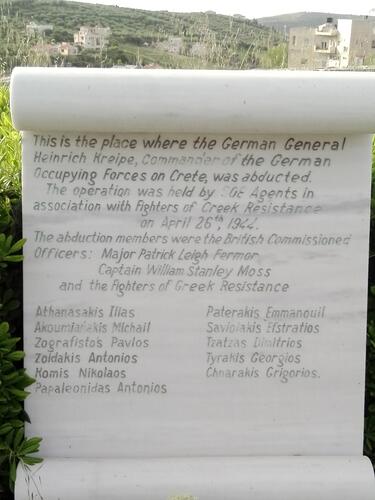 This is the place where the German General
Heinrich Kreipe, Commander of the German
Occupying Forces on Crete, was abducted.
The operation was held by SOE Agents in
association with fighters of Greek Resistance
on April 26th, 1944.
The abduction members were the British Commissioned
Officers: Major Patrick Leigh Fermor
Captain William Stanley Moss
and the fighters of Greek Resistance
Athanasakis Ilias
Akoumianakis Michail
Zografistos Pavlos
Zoidakis Antonios
Komis Nikolaos
Papaleonidas Antonios
Paterakis Emmanouil
Saviolakis Efstratios
Tzatzas Dimitrios
Tyrakis Georgios
Chnarakis Grigorios.